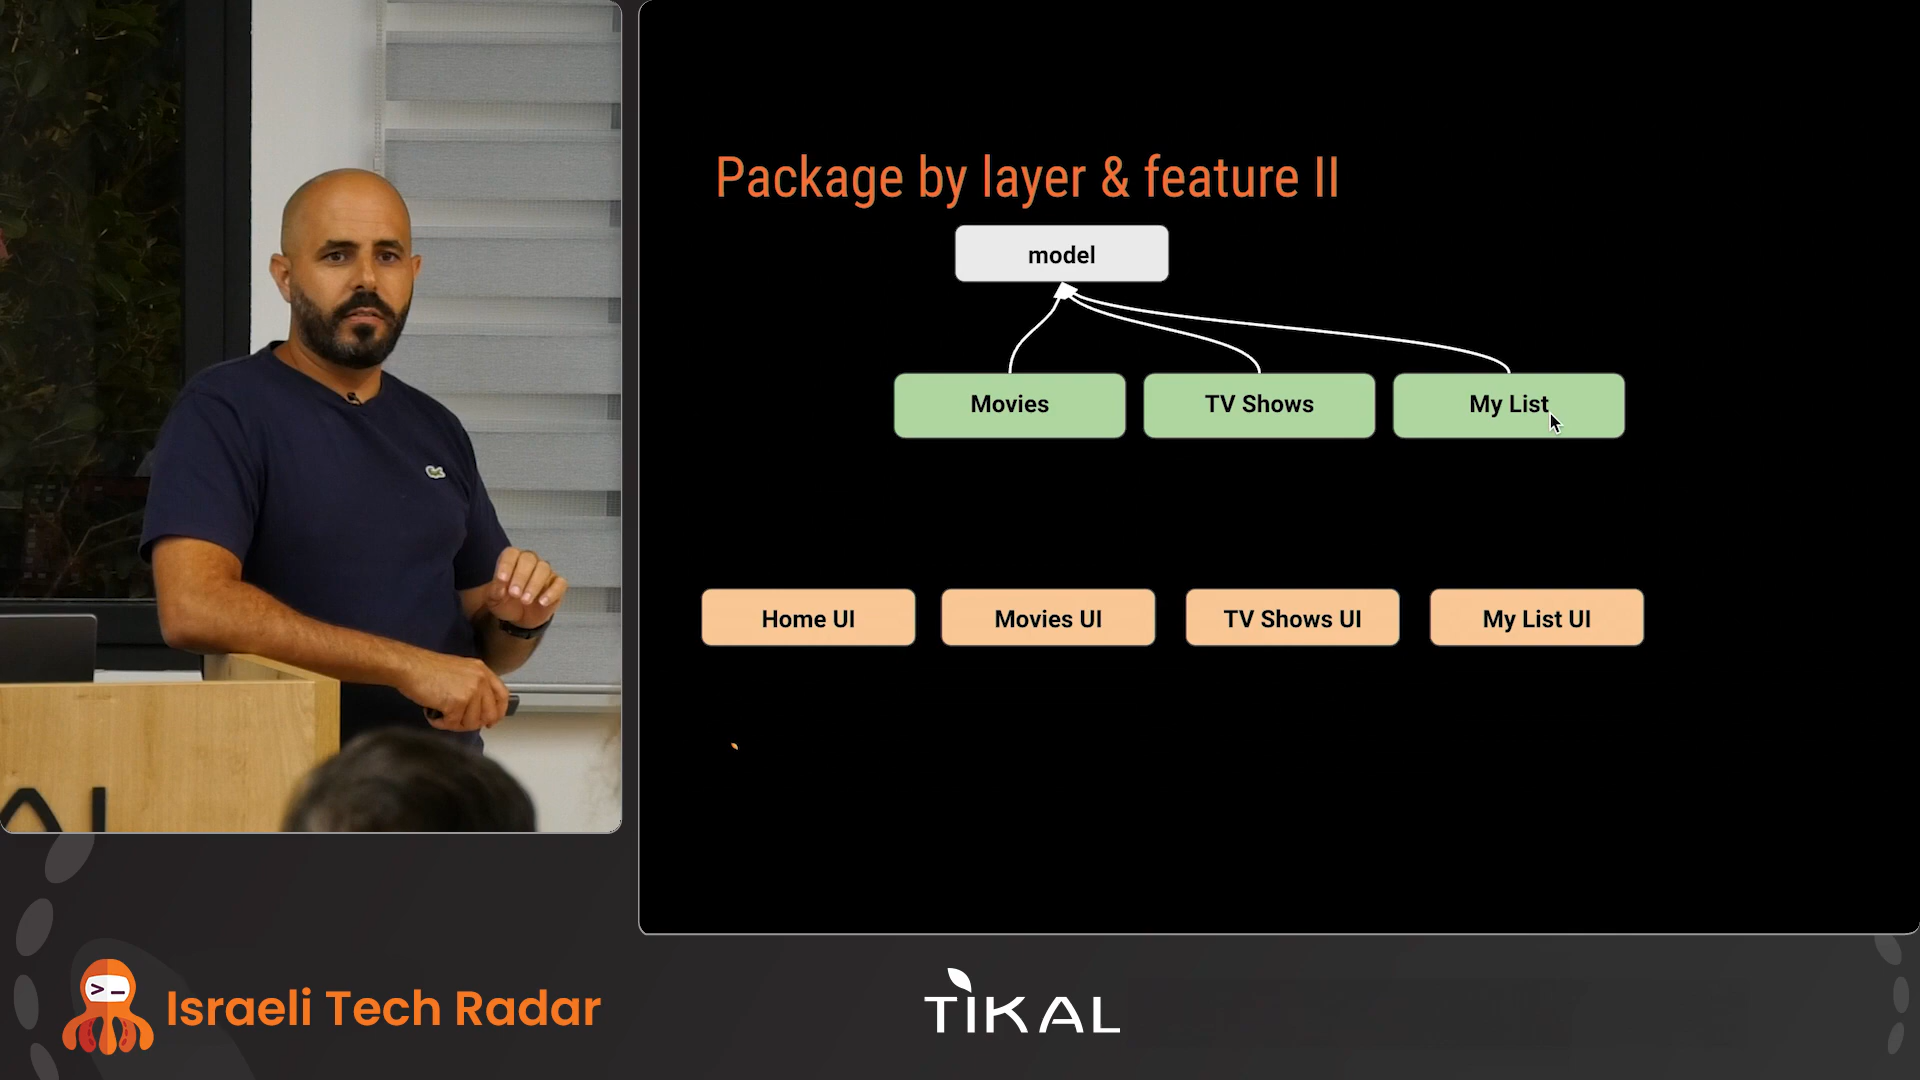 Package by layer & feature II
model
Movies
TV Shows
My List
Home UI
Movies UI
TV Shows UI
My List UI
AL
>_
Israeli Tech Radar
TIKAL